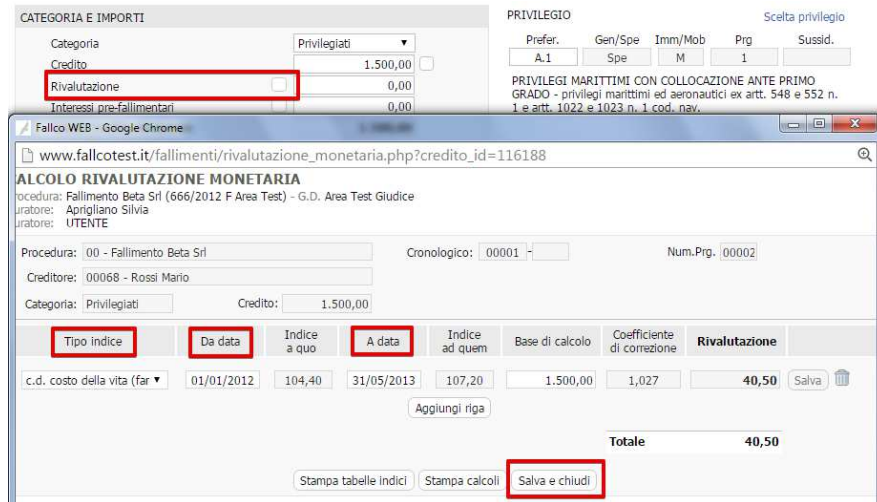 CATEGORIA E IMPORTI
Categoria Privilegiati
Credito 1.500,00
Rivalutazione 0,00
Interessi pre-fallimentari 0,00
PRIVILEGIO Scelta privilegio
Prefer. Gen/Spe Imm/Mob Prg Sussid.
A.1 Spe M 1
PRIVILEGI MARITTIMI CON COLLOCAZIONE ANTE PRIMO
GRADO - privilegi marittimi ed aeronautici ex artt. 548 e 552 n.
1 e artt. 1022 e 1023 n. 1 cod. nav.
Fallco WEB - Google Chrome
www.fallcotest.it/fallimenti/rivalutazione_monetaria.php?credito_id=116188
ALCOLO RIVALUTAZIONE MONETARIA
rocedura: Fallimento Beta Srl (666/2012 F Area Test) - G.D. Area Test Giudice
uratore: Aprigliano Silvia
uratore: UTENTE
Procedura: 00 - Fallimento Beta Srl Cronologico: 00001 - Num.Prg. 00002
Creditore: 00068 - Rossi Mario
Categoria: Privilegiati Credito: 1.500,00
Tipo indice Da data Indice a quo A data Indice ad quem Base di calcolo Coefficiente di correzione Rivalutazione
c.d. costo della vita (far 01/01/2012 104,40 31/05/2013 107,20 1.500,00 1,027 40,50 Salva
Aggiungi riga
Totale 40,50
Stampa tabelle indici Stampa calcoli Salva e chiudi